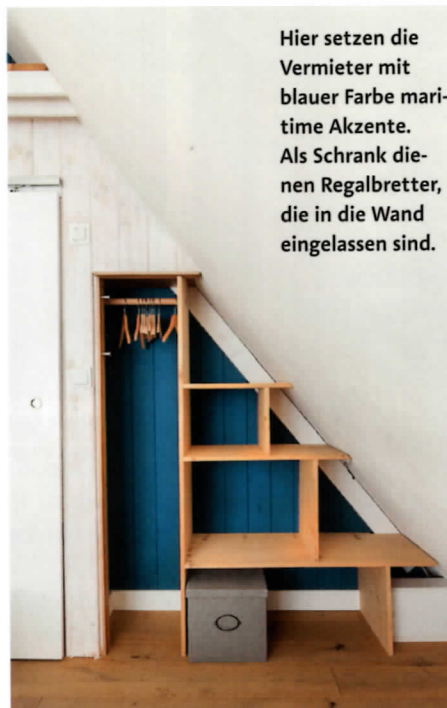 Hier setzen die
Vermieter mit
blauer Farbe mari-
time Akzente.
Als Schrank die-
nen Regalbretter,
die in die Wand
eingelassen sind.